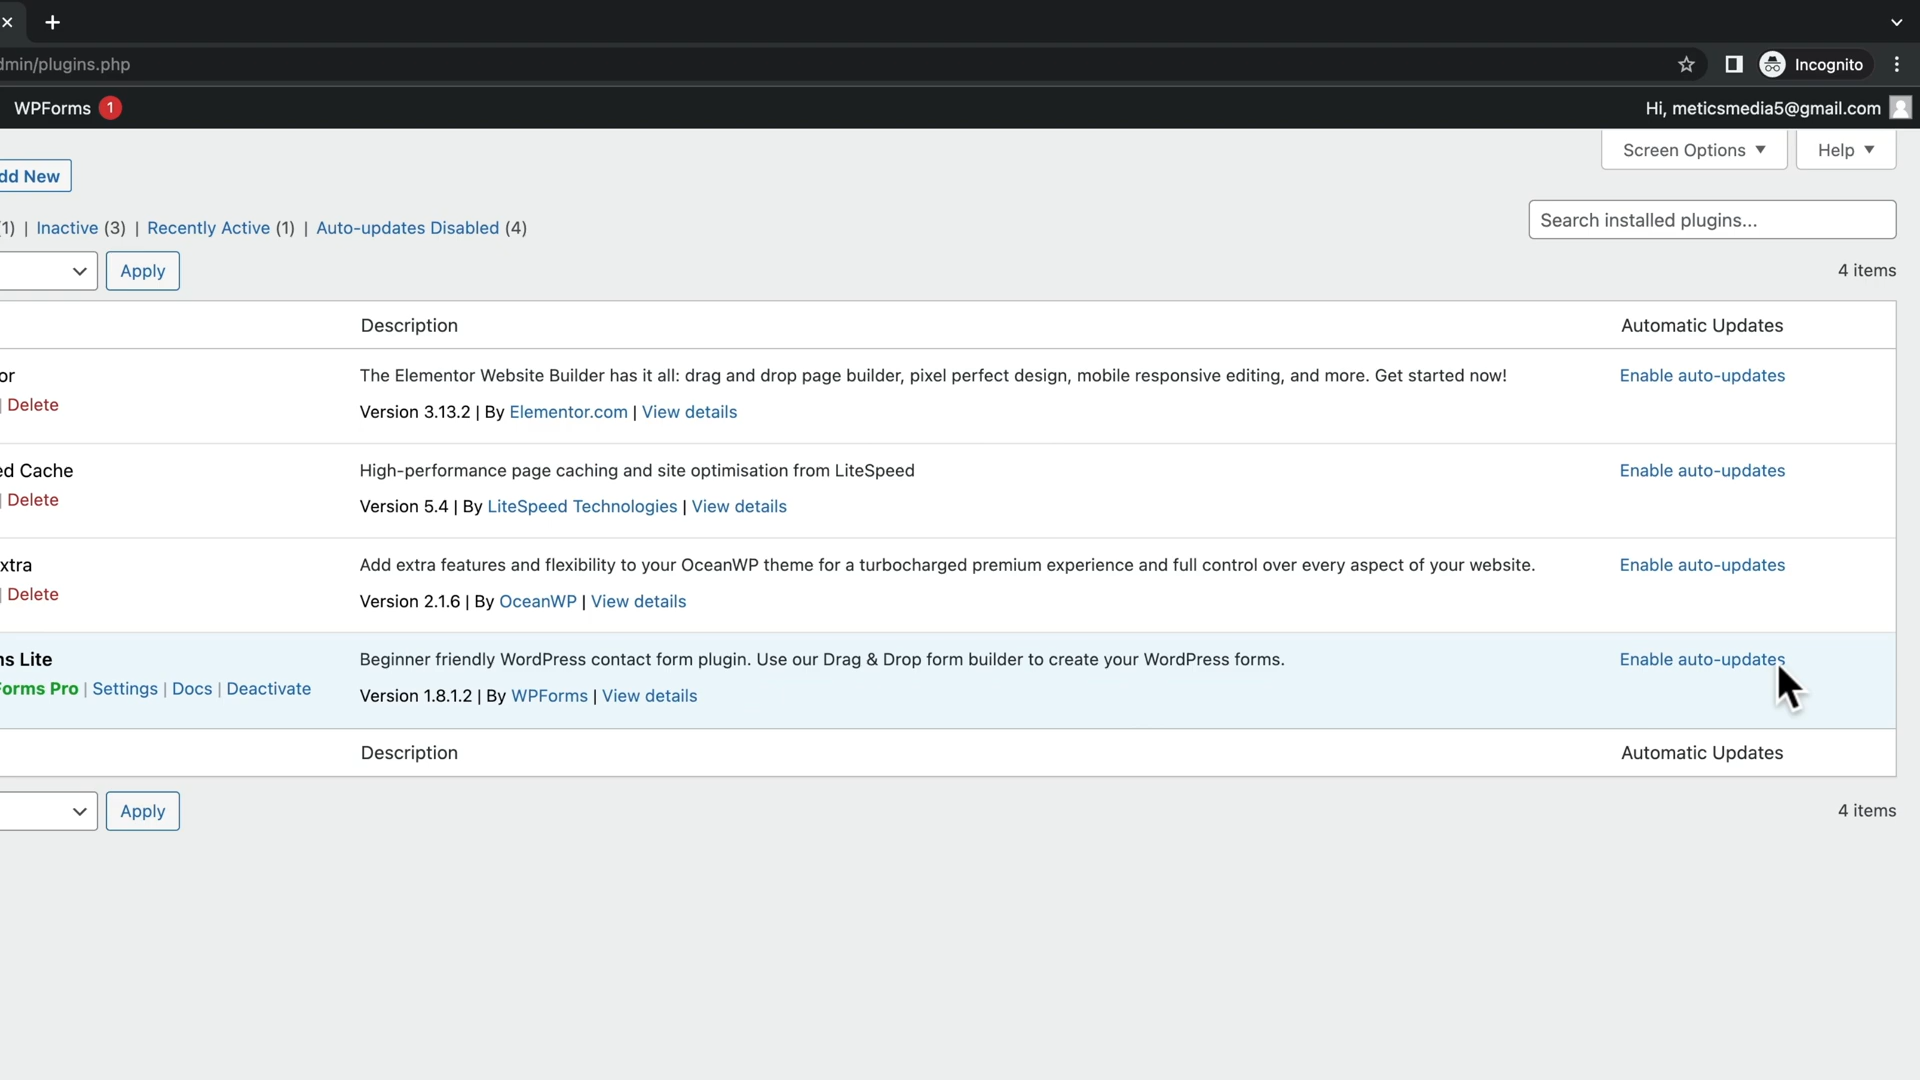 dmin/plugins.php
Incognito
WPForms 1
Hi, meticsmedia5@gmail.com
Screen Options ▼
Help ▼
dd New
(1) | Inactive (3) | Recently Active (1) | Auto-updates Disabled (4)
Search installed plugins...
Apply
4 items
Description
Automatic Updates
or
The Elementor Website Builder has it all: drag and drop page builder, pixel perfect design, mobile responsive editing, and more. Get started now!
Enable auto-updates
| Delete
Version 3.13.2 | By Elementor.com | View details
ed Cache
High-performance page caching and site optimisation from LiteSpeed
Enable auto-updates
| Delete
Version 5.4 | By LiteSpeed Technologies | View details
xtra
Add extra features and flexibility to your OceanWP theme for a turbocharged premium experience and full control over every aspect of your website.
Enable auto-updates
| Delete
Version 2.1.6 | By OceanWP | View details
ms Lite
Beginner friendly WordPress contact form plugin. Use our Drag & Drop form builder to create your WordPress forms.
Enable auto-updates
Forms Pro | Settings | Docs | Deactivate
Version 1.8.1.2 | By WPForms | View details
Description
Automatic Updates
Apply
4 items